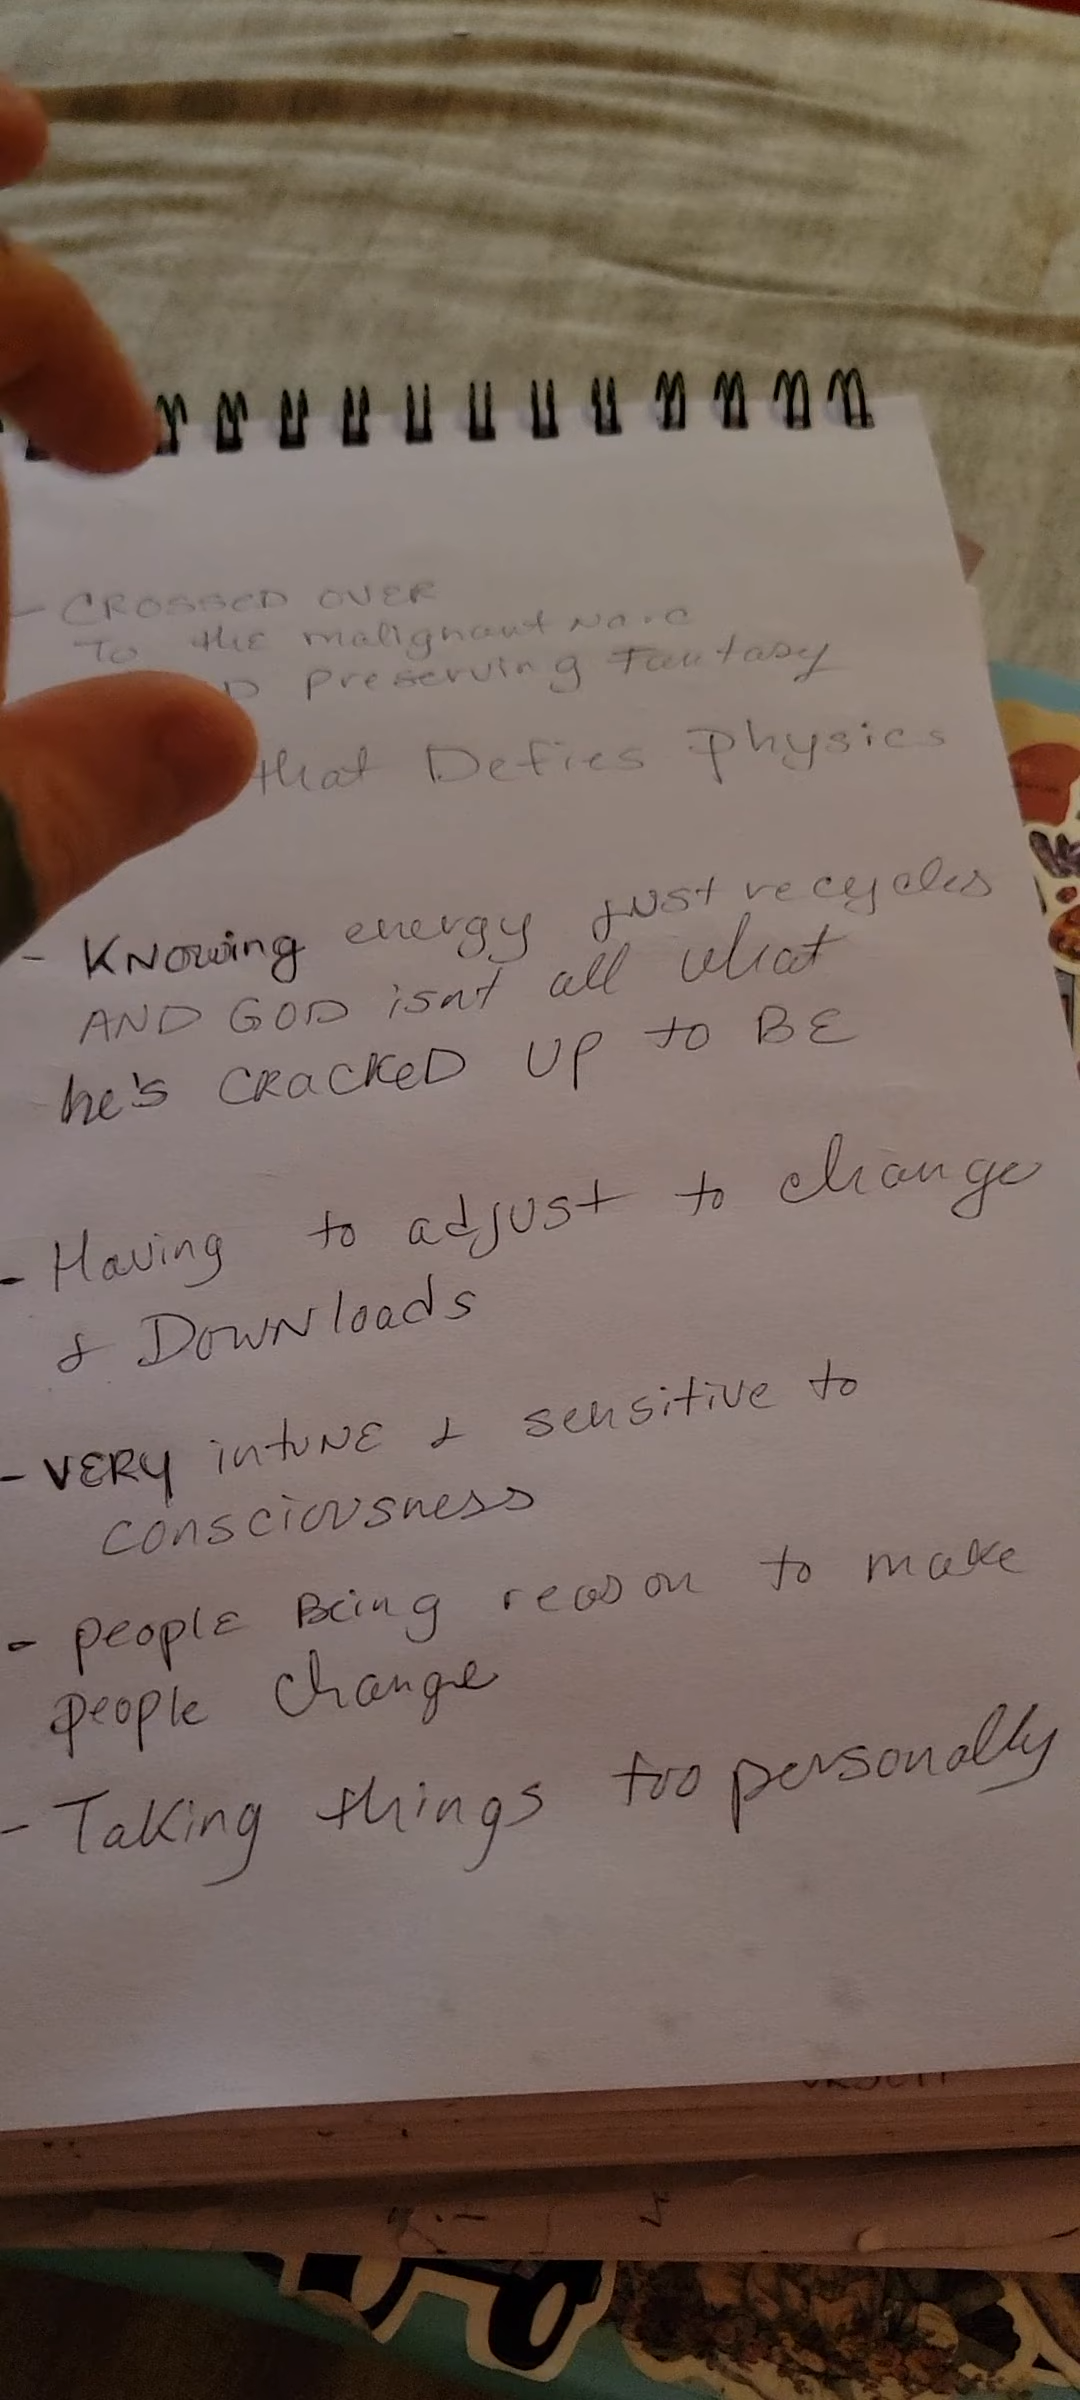 - CROSSED OVER
To the malignant Narc
D Preserving Fantasy
that Defies Physics
- KNowing energy just recycles
AND GOD isnt all what
he's CRaCKeD UP to BE
- Having to adjust to change
& DowNloads
- VERY intuNE & sensitive to
consciousness
- peoplE Being reason to make
people change
- Taking things too personally